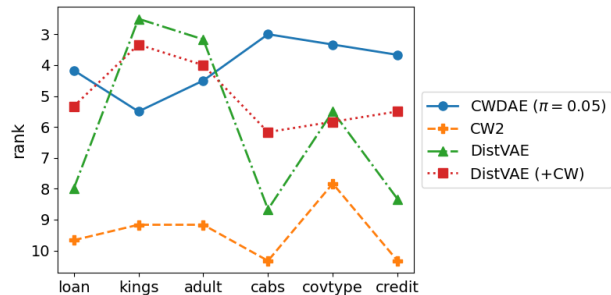 rank
3
4
5
6
7
8
9
10
loan kings adult cabs covtype credit
CWDAE (π = 0.05)
CW2
DistVAE
DistVAE (+CW)